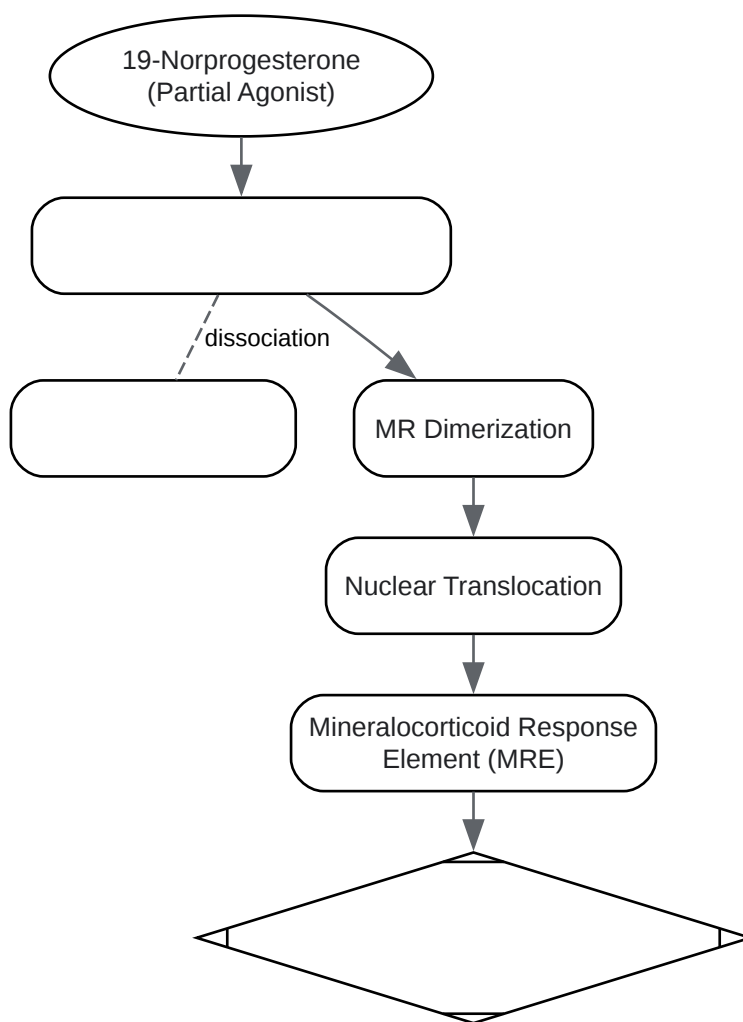 19-Norprogesterone
(Partial Agonist)
dissociation
MR Dimerization
Nuclear Translocation
Mineralocorticoid Response
Element (MRE)